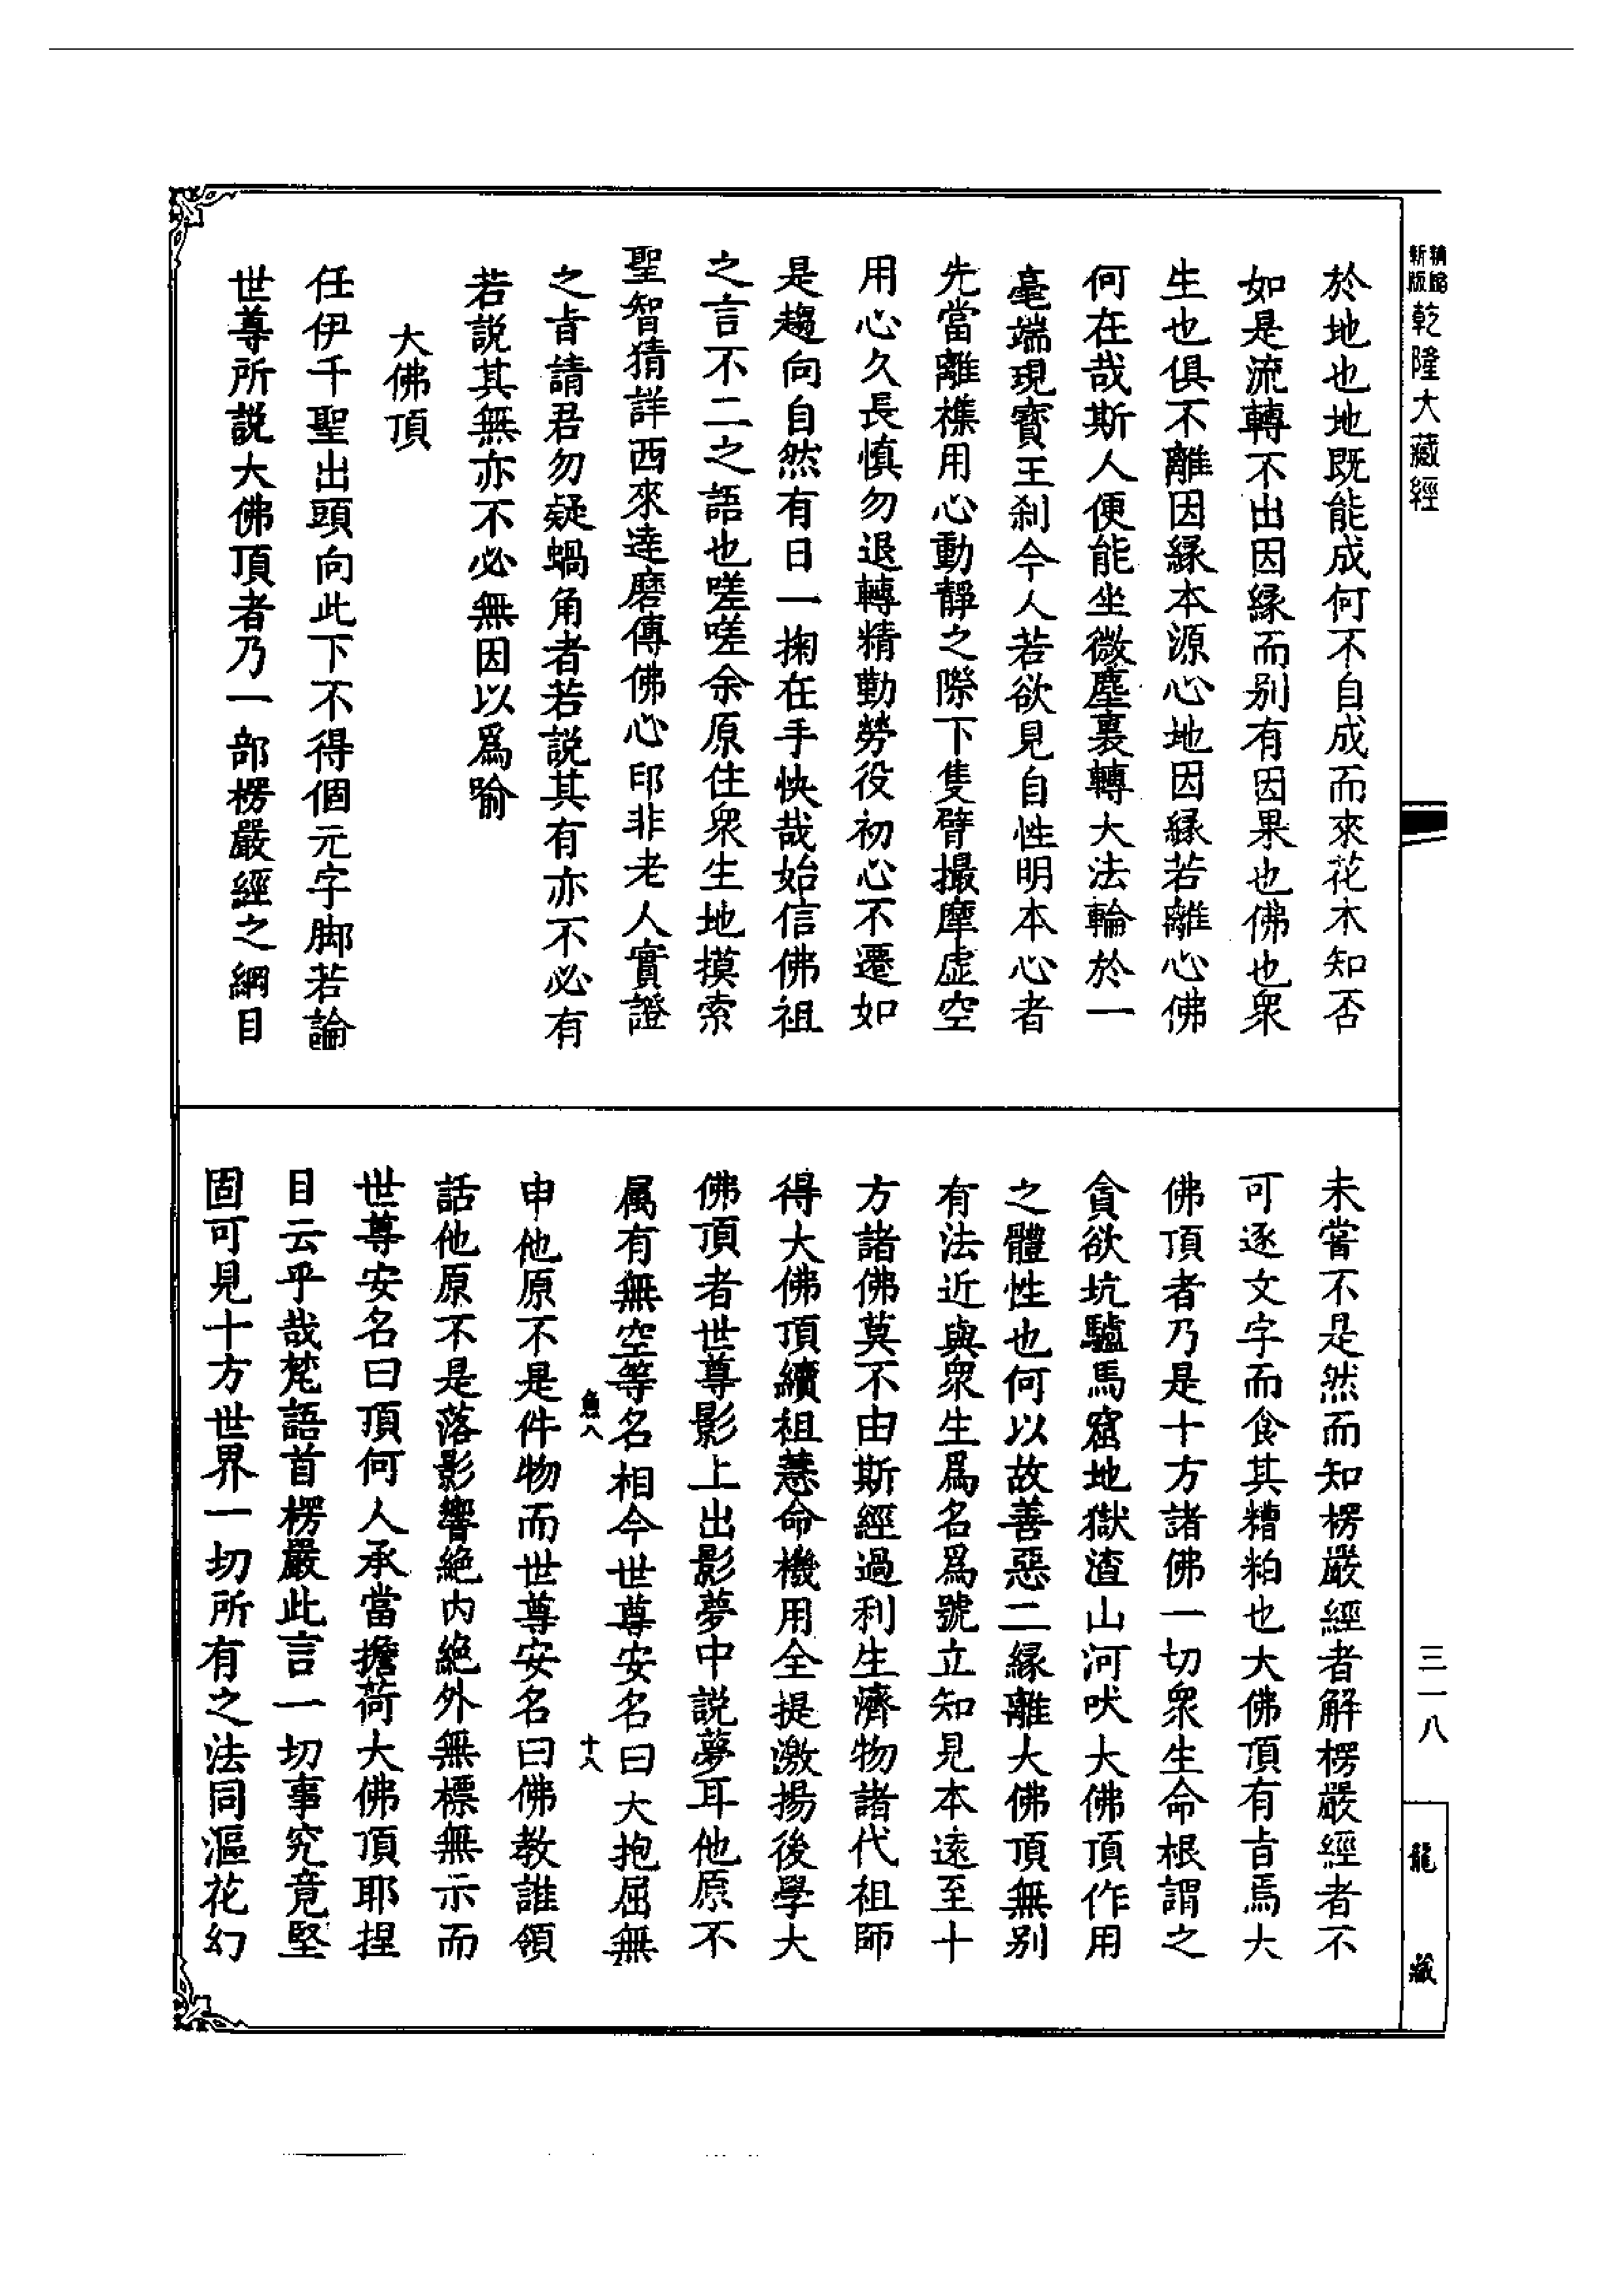 精縮
新版
乾隆大藏經
三一八
龍藏
於地也地既能成何不自成而來花木知否
如是流轉不出因緣而別有因果也佛也衆
生也俱不離因緣本源心地因緣若離心佛
何在哉斯人便能坐微塵裏轉大法輪於一
毫端現寶王刹今人若欲見自性明本心者
先當離樵用心動靜之際下隻臂撮摩虛空
用心久長慎勿退轉精勤勞役初心不遷如
是趨向自然有日一掬在手快哉始信佛祖
之言不二之語也嗟嗟余原住衆生地摸索
聖智猜詳西來達磨傳佛心印非老人實證
之旨請君勿疑蝸角者若説其有亦不必有
若説其無亦不必無因以爲喻
大佛頂
任伊千聖出頭向此下不得個元字脚若論
世尊所説大佛頂者乃一部楞嚴經之綱目
未嘗不是然而知楞嚴經者解楞嚴經者不
可逐文字而食其糟粕也大佛頂有旨焉大
佛頂者乃是十方諸佛一切衆生命根謂之
貪欲坑驢馬窟地獄渣山河吠大佛頂作用
之體性也何以故善惡二緣離大佛頂無别
有法近與衆生爲名爲號立知見本遠至十
方諸佛莫不由斯經過利生濟物諸代祖師
得大佛頂續祖慧命機用全提激揚後學大
佛頂者世尊影上出影夢中説夢耳他原不
属有無空等名相今世尊安名曰大抱屈無
魚八
十八
申他原不是件物而世尊安名曰佛教誰領
話他原不是落影響絶内絶外無標無示而
世尊安名曰頂何人承當擔荷大佛頂耶捏
目云乎哉梵語首楞嚴此言一切事究竟堅
固可見十方世界一切所有之法同漚花幻